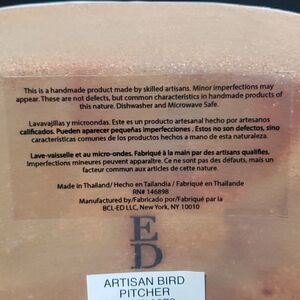 This is a handmade product made by skilled artisans. Minor imperfections may
appear. These are not defects, but common characteristics in handmade products of
this nature. Dishwasher and Microwave Safe.
Lavavajillas y microondas. Este es un producto artesanal hecho por artesanos
calificados. Pueden aparecer pequeñas imperfecciones . Estos no son defectos, sino
características comunes de los productos hechos a mano de esta naturaleza.
Lave-vaisselle et au micro-ondes. Fabriqué à la main par des artisans qualifiés.
Imperfections mineures peuvent apparaître. Ce ne sont pas des défauts, mais un
facteur commun aux articles de cette nature.
Made in Thailand/ Hecho en Tailandia / Fabriqué en Thaïlande
RN# 146898
Manufactured by/Fabricado por/Fabriqué par la
BCL-ED LLC, New York, NY 10010
E
D
ARTISAN BIRD
PITCHER